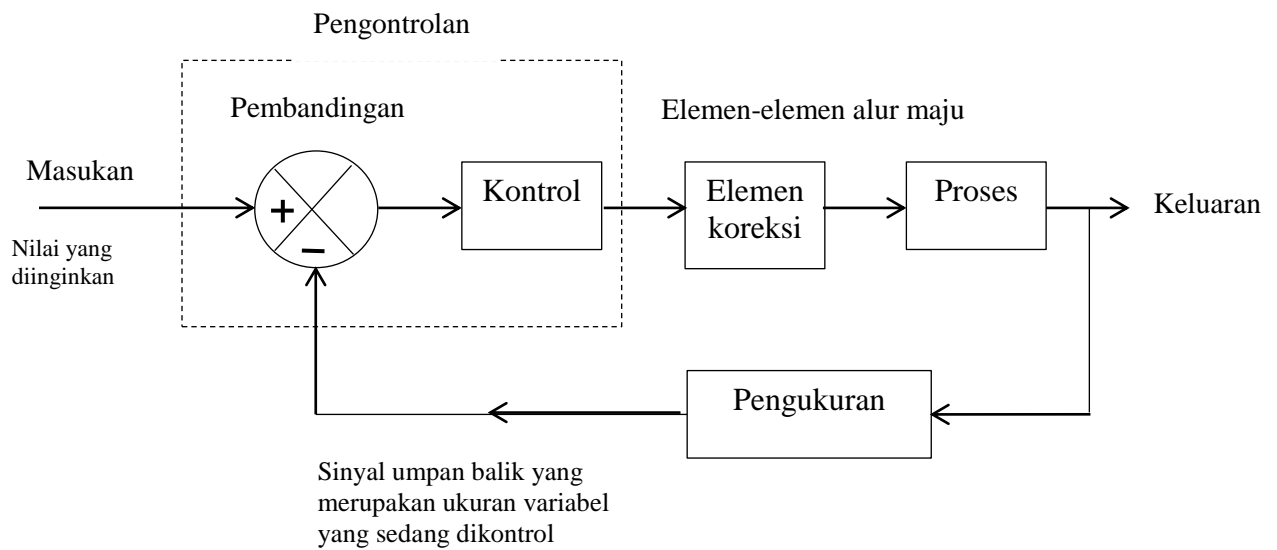 Pengontrolan
Pembandingan
Elemen-elemen alur maju
Masukan
Kontrol
Elemen
koreksi
Proses
Keluaran
+
−
Nilai yang
diinginkan
Pengukuran
Sinyal umpan balik yang
merupakan ukuran variabel
yang sedang dikontrol